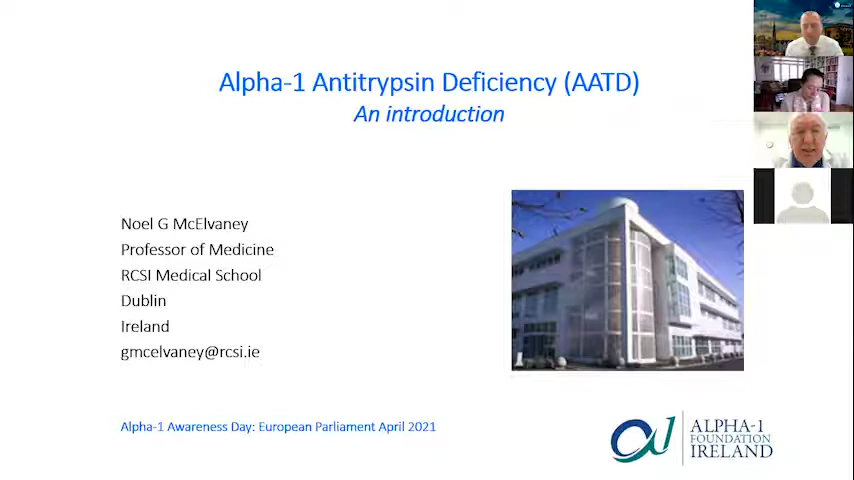 Alpha-1 Antitrypsin Deficiency (AATD)
An introduction
Noel G McElvaney
Professor of Medicine
RCSI Medical School
Dublin
Ireland
gmcelvaney@rcsi.ie
Alpha-1 Awareness Day: European Parliament April 2021
α1
ALPHA-1
FOUNDATION
IRELAND